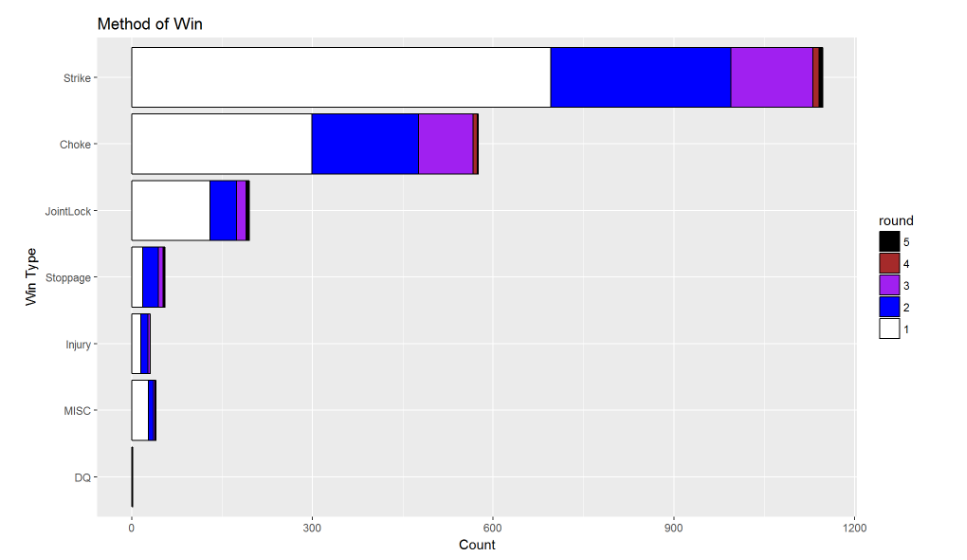 Method of Win
Strike
Choke
JointLock
Stoppage
Injury
MISC
DQ
Win Type
0 300 600 900 1200
Count
round
5
4
3
2
1